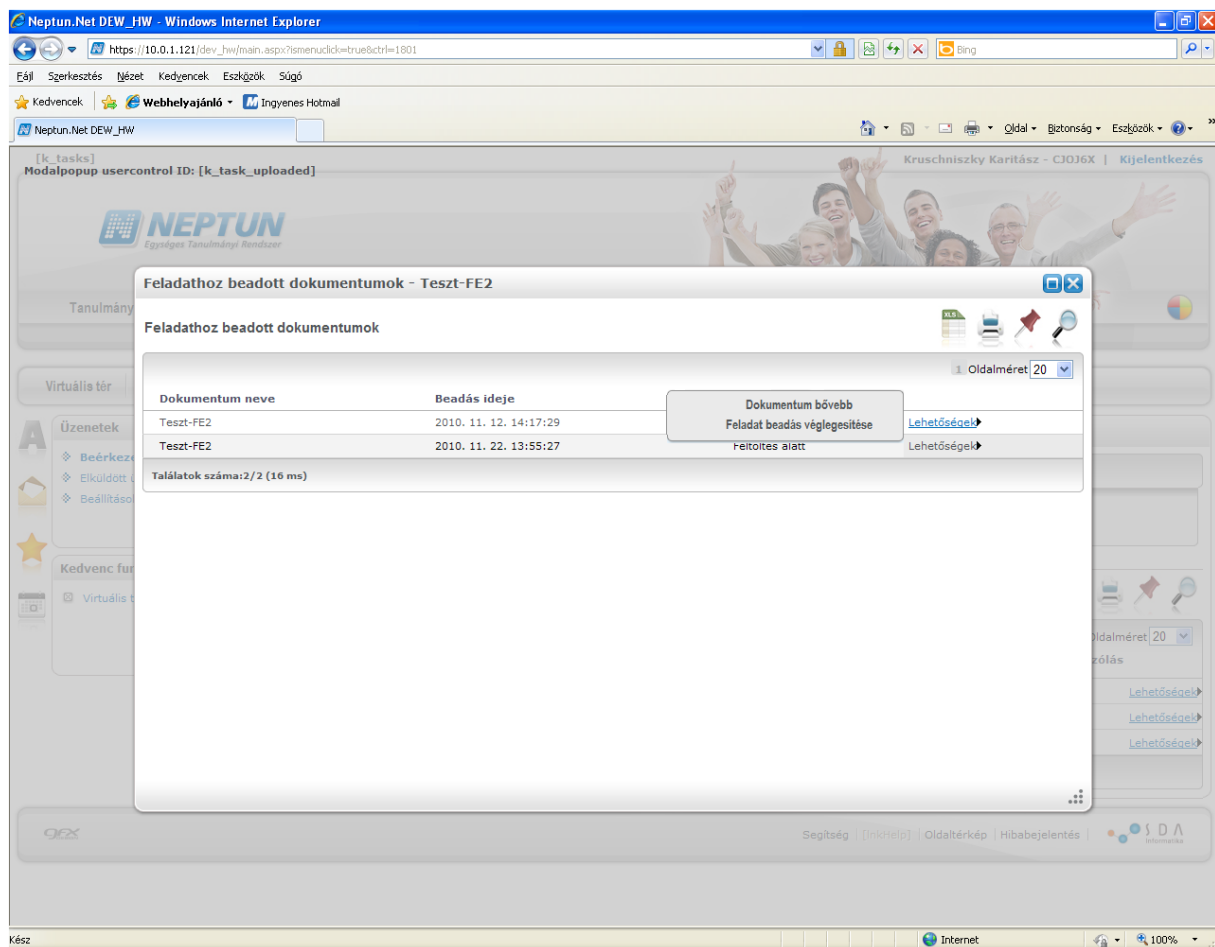 Neptun.Net DEW_HW - Windows Internet Explorer
https://10.0.1.121/dev_hw/main.aspx?ismenuclick=true&ctrl=1801
Bing
Fájl Szerkesztés Nézet Kedvencek Eszközök Súgó
Kedvencek Webhelyajánló Ingyenes Hotmail
Neptun.Net DEW_HW
Oldal Biztonság Eszközök
[k_tasks]
Modalpopup usercontrol ID: [k_task_uploaded]
Kruschniszky Karitász - CJOJ6X | Kijelentkezés
NEPTUN
Egységes Tanulmányi Rendszer
Feladathoz beadott dokumentumok - Teszt-FE2
Tanulmány
Feladathoz beadott dokumentumok
XLS
1 Oldalméret 20
Virtuális tér
Dokumentum neve Beadás ideje
Dokumentum bővebb
Feladat beadás véglegesítése
Üzenetek
Teszt-FE2 2010. 11. 12. 14:17:29 Lehetőségek
Teszt-FE2 2010. 11. 22. 13:55:27 Feltöltés alatt Lehetőségek
Beérkez
Találatok száma:2/2 (16 ms)
Elküldött
Beállításo
Kedvenc fun
Virtuális t
Oldalméret 20
zólás
Lehetőségek
Lehetőségek
Lehetőségek
Segítség | [lnkHelp] | Oldaltérkép | Hibabejelentés |
SDA
Informatika
Kész
Internet
100%